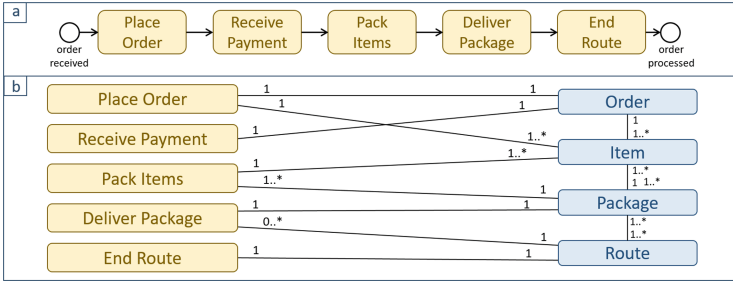 a
Place
Order
Receive
Payment
Pack
Items
Deliver
Package
End
Route
order
received
order
processed
b
Place Order
Receive Payment
Pack Items
Deliver Package
End Route
Order
Item
Package
Route
1
1
1
1..*
1
1
1
1..*
1..*
1
1
1
0..*
1
1
1
1
1..*
1..*
1 1..*
1..*
1..*